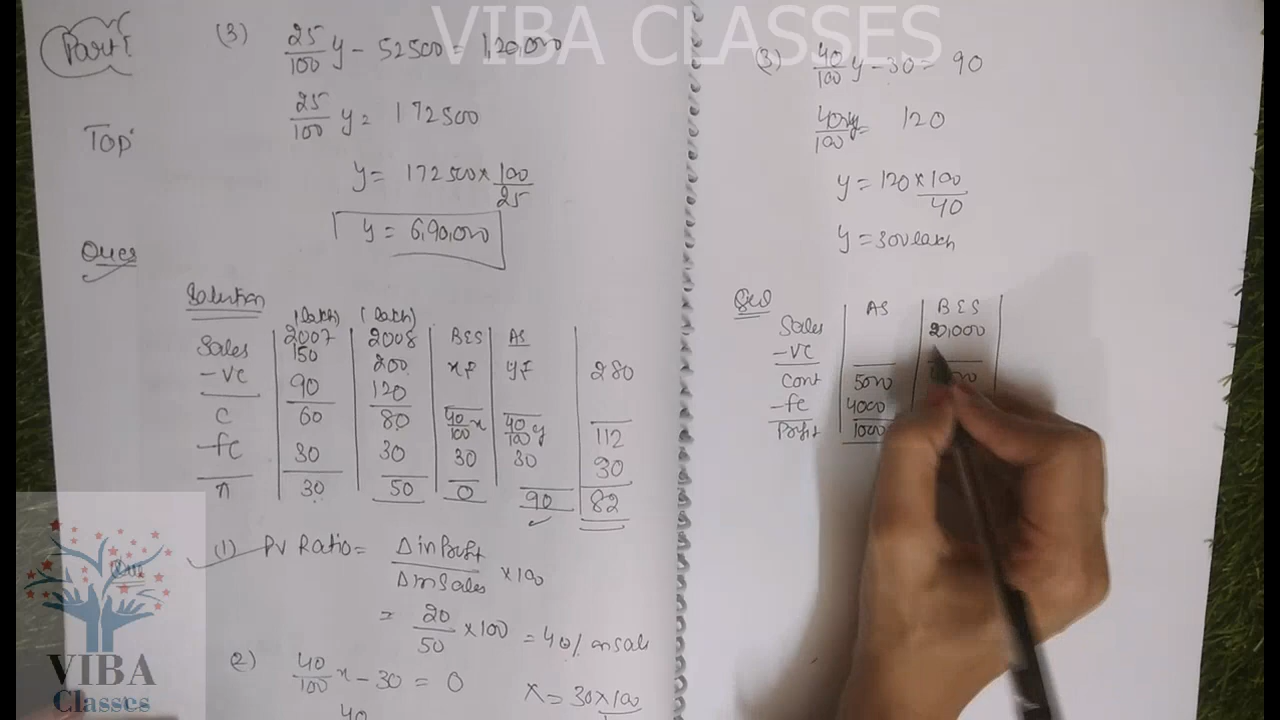 VIBA CLASSES
Part I
(3) 25/100 y - 52500 = 1,20,000
25/100 y = 172500
Top
y = 172500 × 100/25
y = 6,90,000
Ques
Solution
(lakh) (lakh)
2007 2008 BES AS
Sales 150 200 x₹ y₹ 280
-VC 90 120
C 60 80 40/100 x 40/100 y 112
-fC 30 30 30 30 30
π 30 50 0 90 82
(1) PV Ratio = Δ in Profit / Δ in Sales × 100
= 20/50 × 100 = 40% on sale
(2) 40/100 x - 30 = 0 x = 30 × 100
40
(3) 40/100 y - 30 = 90
120
y = 120 × 100/40
y = 300 lakh
Sol
AS BES
Sales 20,000
-VC
Cont 5000
-fC 4000
Profit 1000
VIBA
Classes